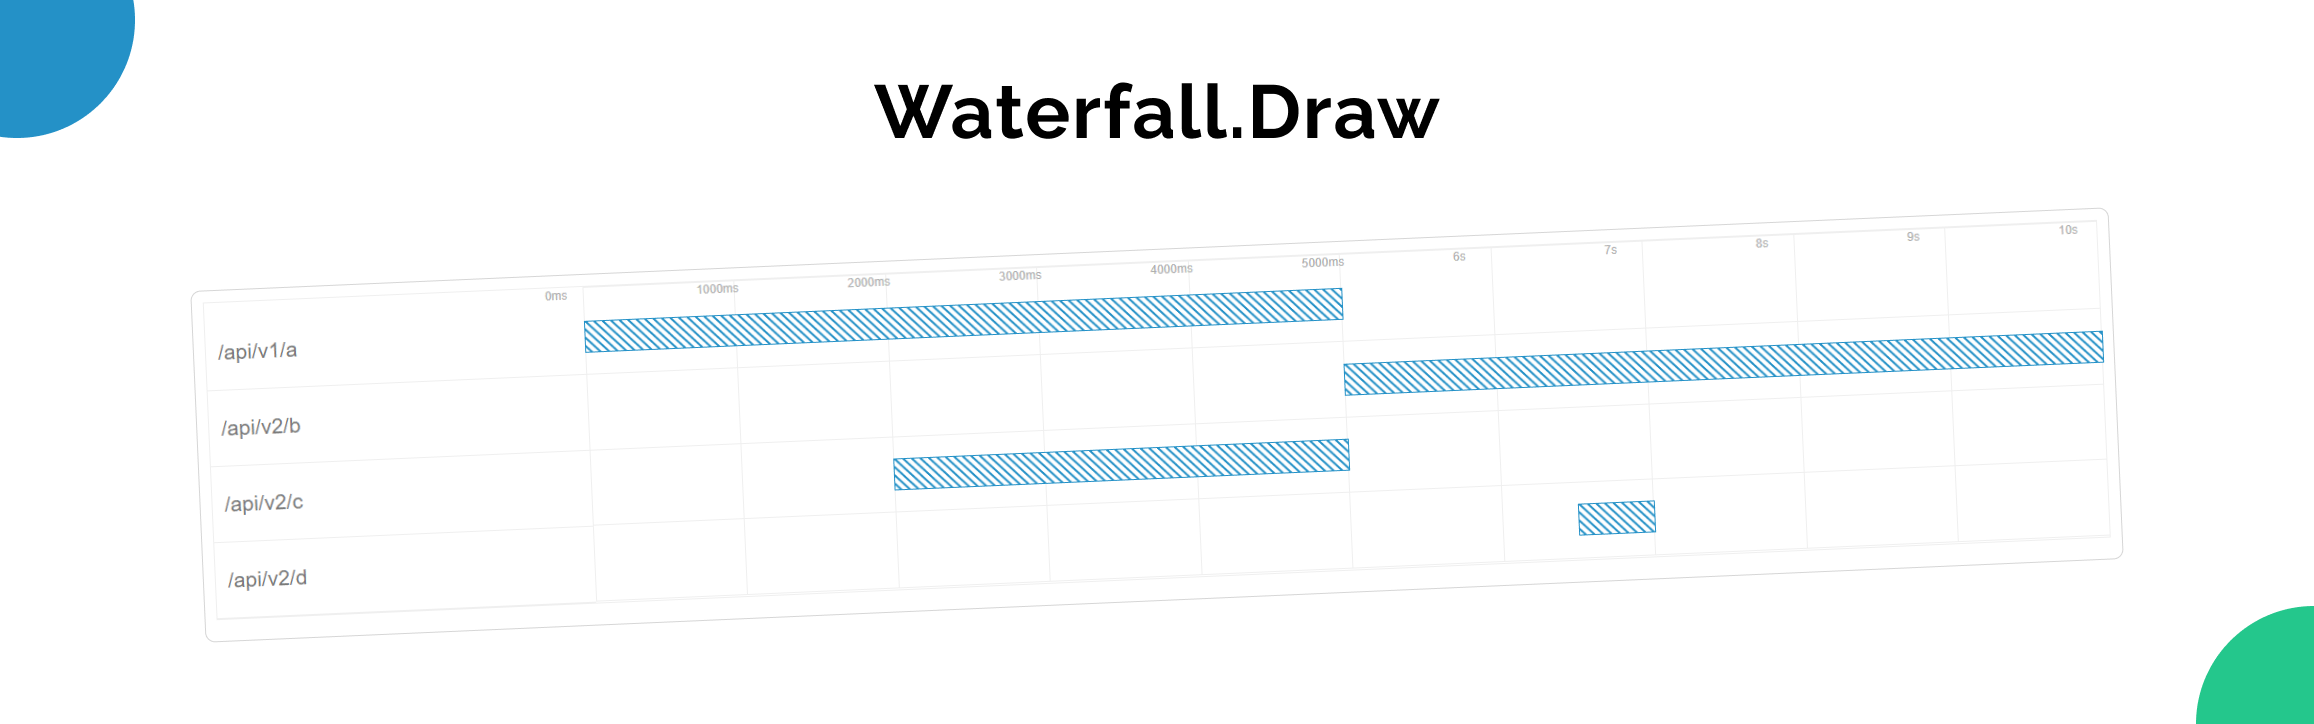 Waterfall.Draw
0ms 1000ms 2000ms 3000ms 4000ms 5000ms 6s 7s 8s 9s 10s
/api/v1/a
/api/v2/b
/api/v2/c
/api/v2/d